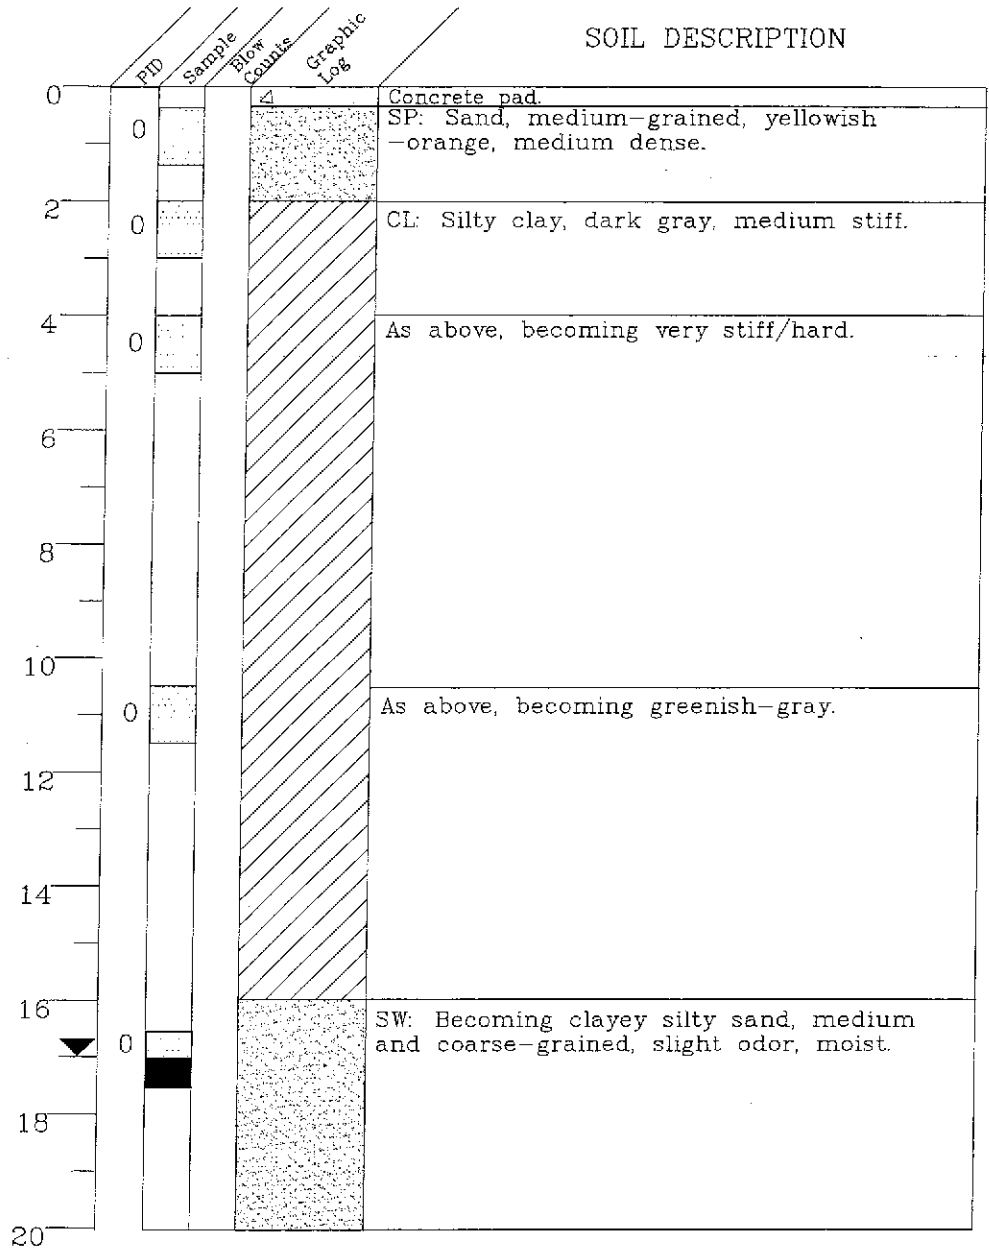 PID
Sample
Blow
Counts
Graphic
Log
SOIL DESCRIPTION
0
Concrete pad.
0
SP: Sand, medium-grained, yellowish
-orange, medium dense.
2
0
CL: Silty clay, dark gray, medium stiff.
4
0
As above, becoming very stiff/hard.
6
8
10
0
As above, becoming greenish-gray.
12
14
16
0
SW: Becoming clayey silty sand, medium
and coarse-grained, slight odor, moist.
18
20